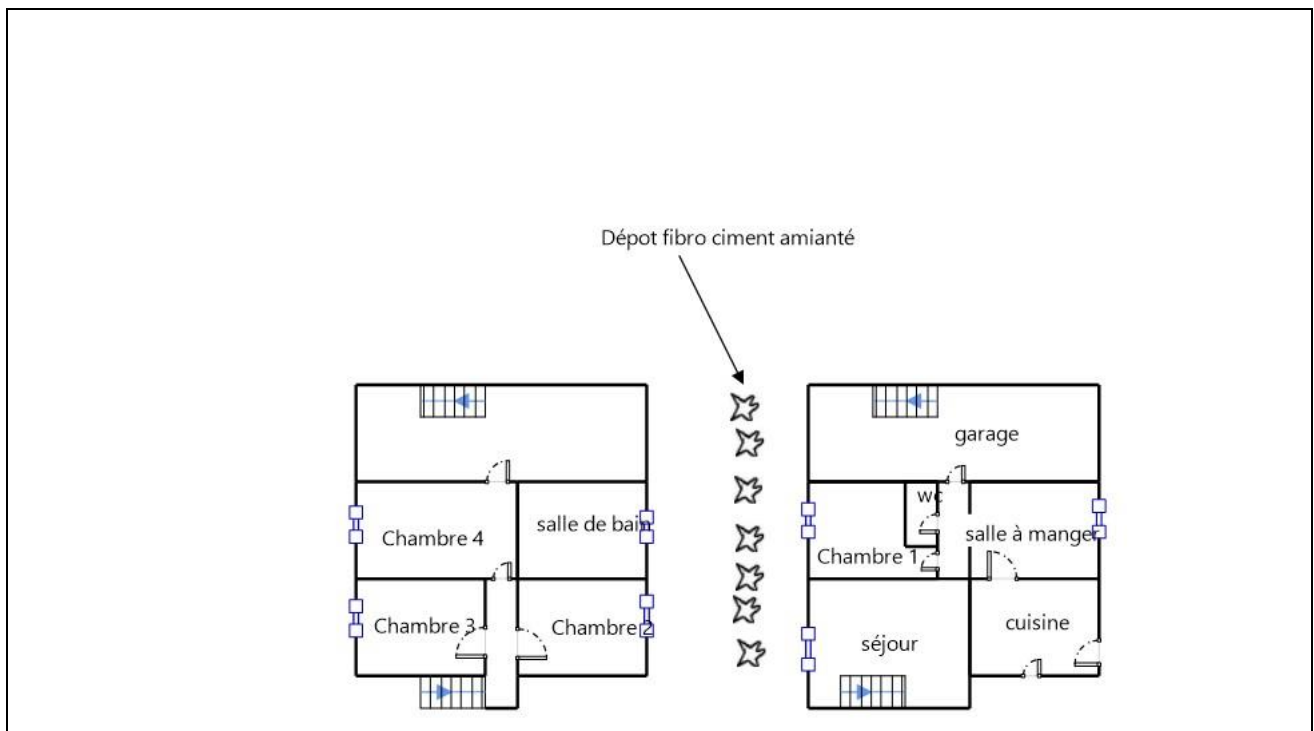 Dépot fibro ciment amianté
garage
wc
Chambre 4
salle de bain
Chambre 1
salle à manger
Chambre 3
Chambre 2
séjour
cuisine